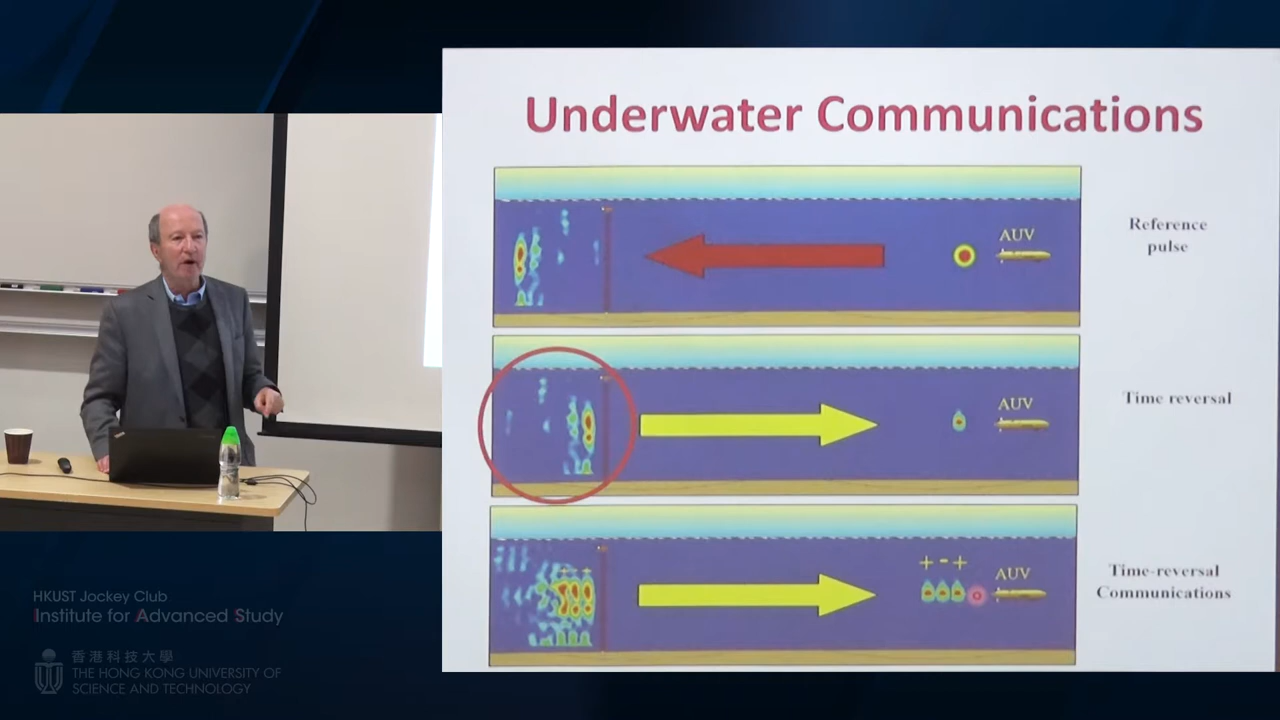 Underwater Communications
AUV
Reference
pulse
AUV
Time reversal
+ - +
AUV
Time-reversal
Communications
HKUST Jockey Club
Institute for Advanced Study
香港科技大學
THE HONG KONG UNIVERSITY OF
SCIENCE AND TECHNOLOGY